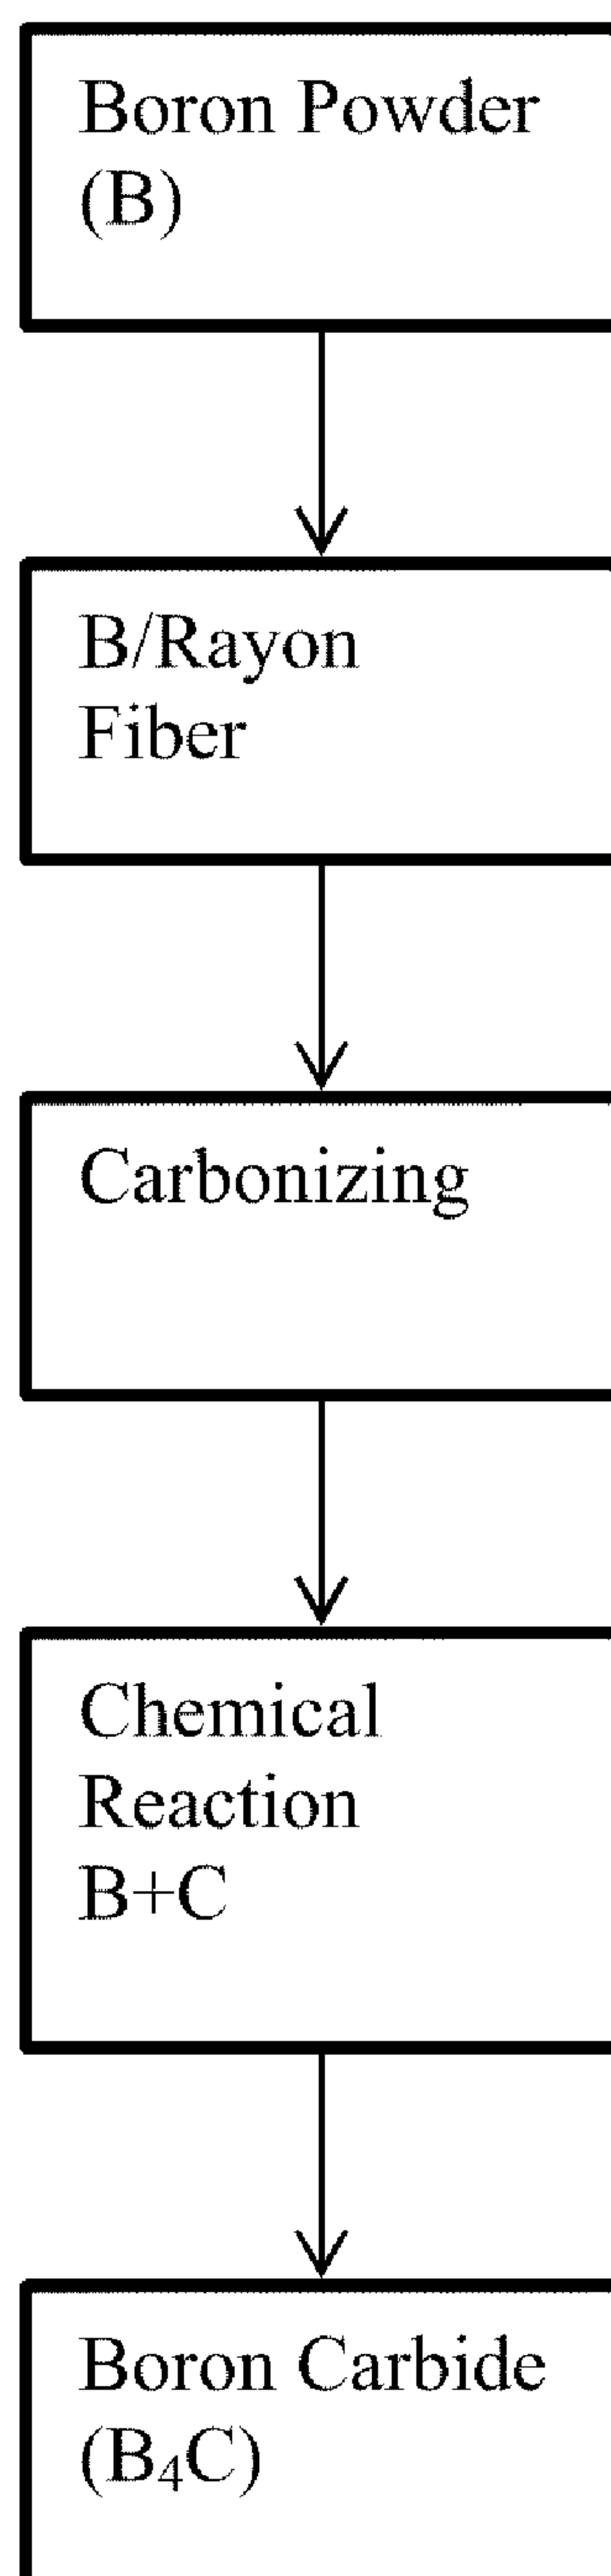 Boron Powder
(B)
B/Rayon
Fiber
Carbonizing
Chemical
Reaction
B+C
Boron Carbide
(B₄C)